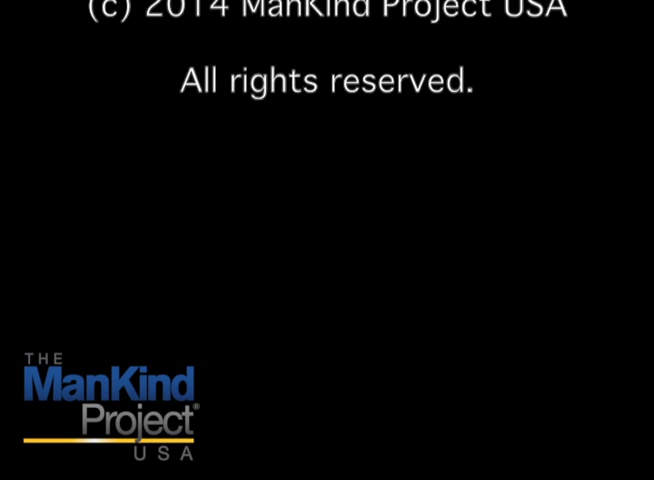 (c) 2014 ManKind Project USA
All rights reserved.
THE
ManKind
Project®
USA